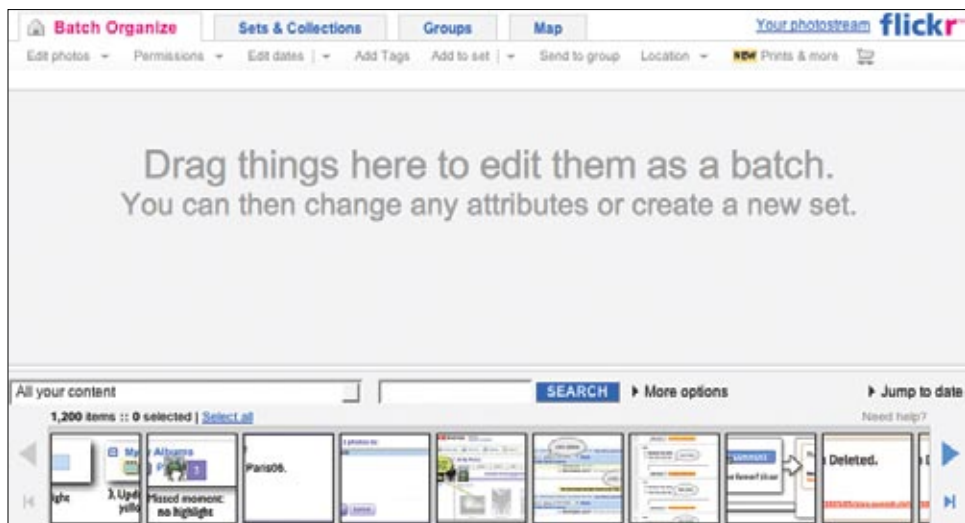 Batch Organize Sets & Collections Groups Map Your photostream flickr
Edit photos Permissions Edit dates | Add Tags Add to set | Send to group Location NEW Prints & more
Drag things here to edit them as a batch.
You can then change any attributes or create a new set.
All your content SEARCH More options Jump to date
1,200 items :: 0 selected | Select all Need help?
My Albums
Paris06.
Deleted.
Missed moment:
no highlight